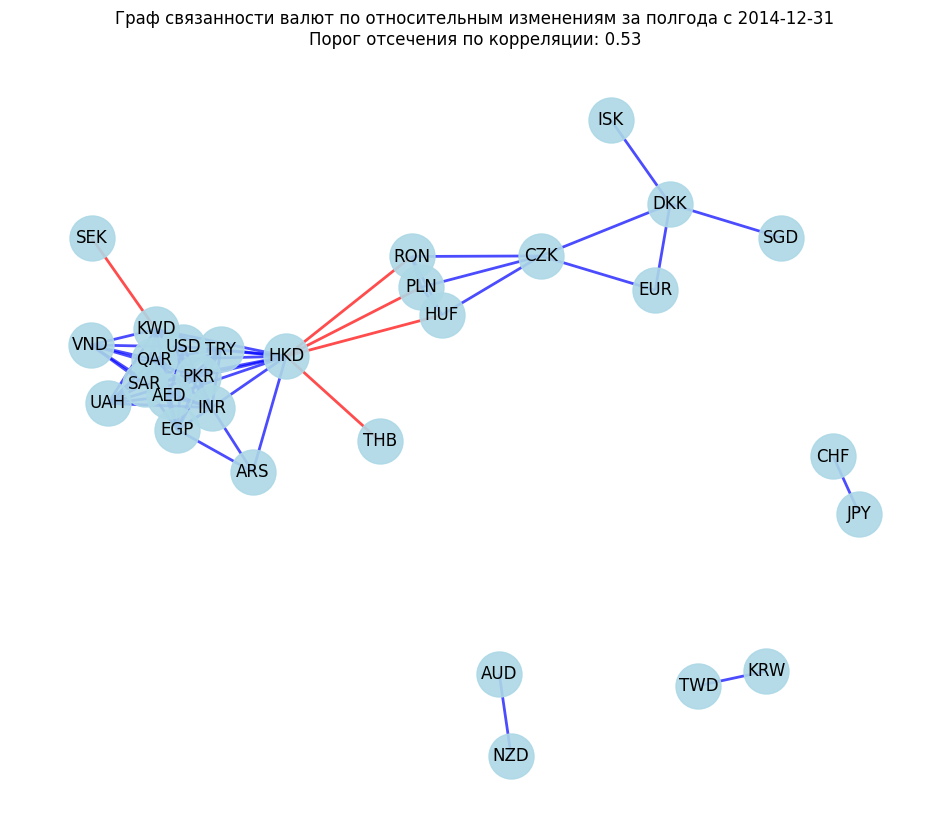 Граф связанности валют по относительным изменениям за полгода с 2014-12-31
Порог отсечения по корреляции: 0.53
ISK
DKK
SEK
SGD
RON
CZK
PLN
EUR
HUF
KWD
VND
USD
TRY
HKD
QAR
PKR
SAR
AED
UAH
INR
EGP
THB
CHF
ARS
JPY
KRW
AUD
TWD
NZD